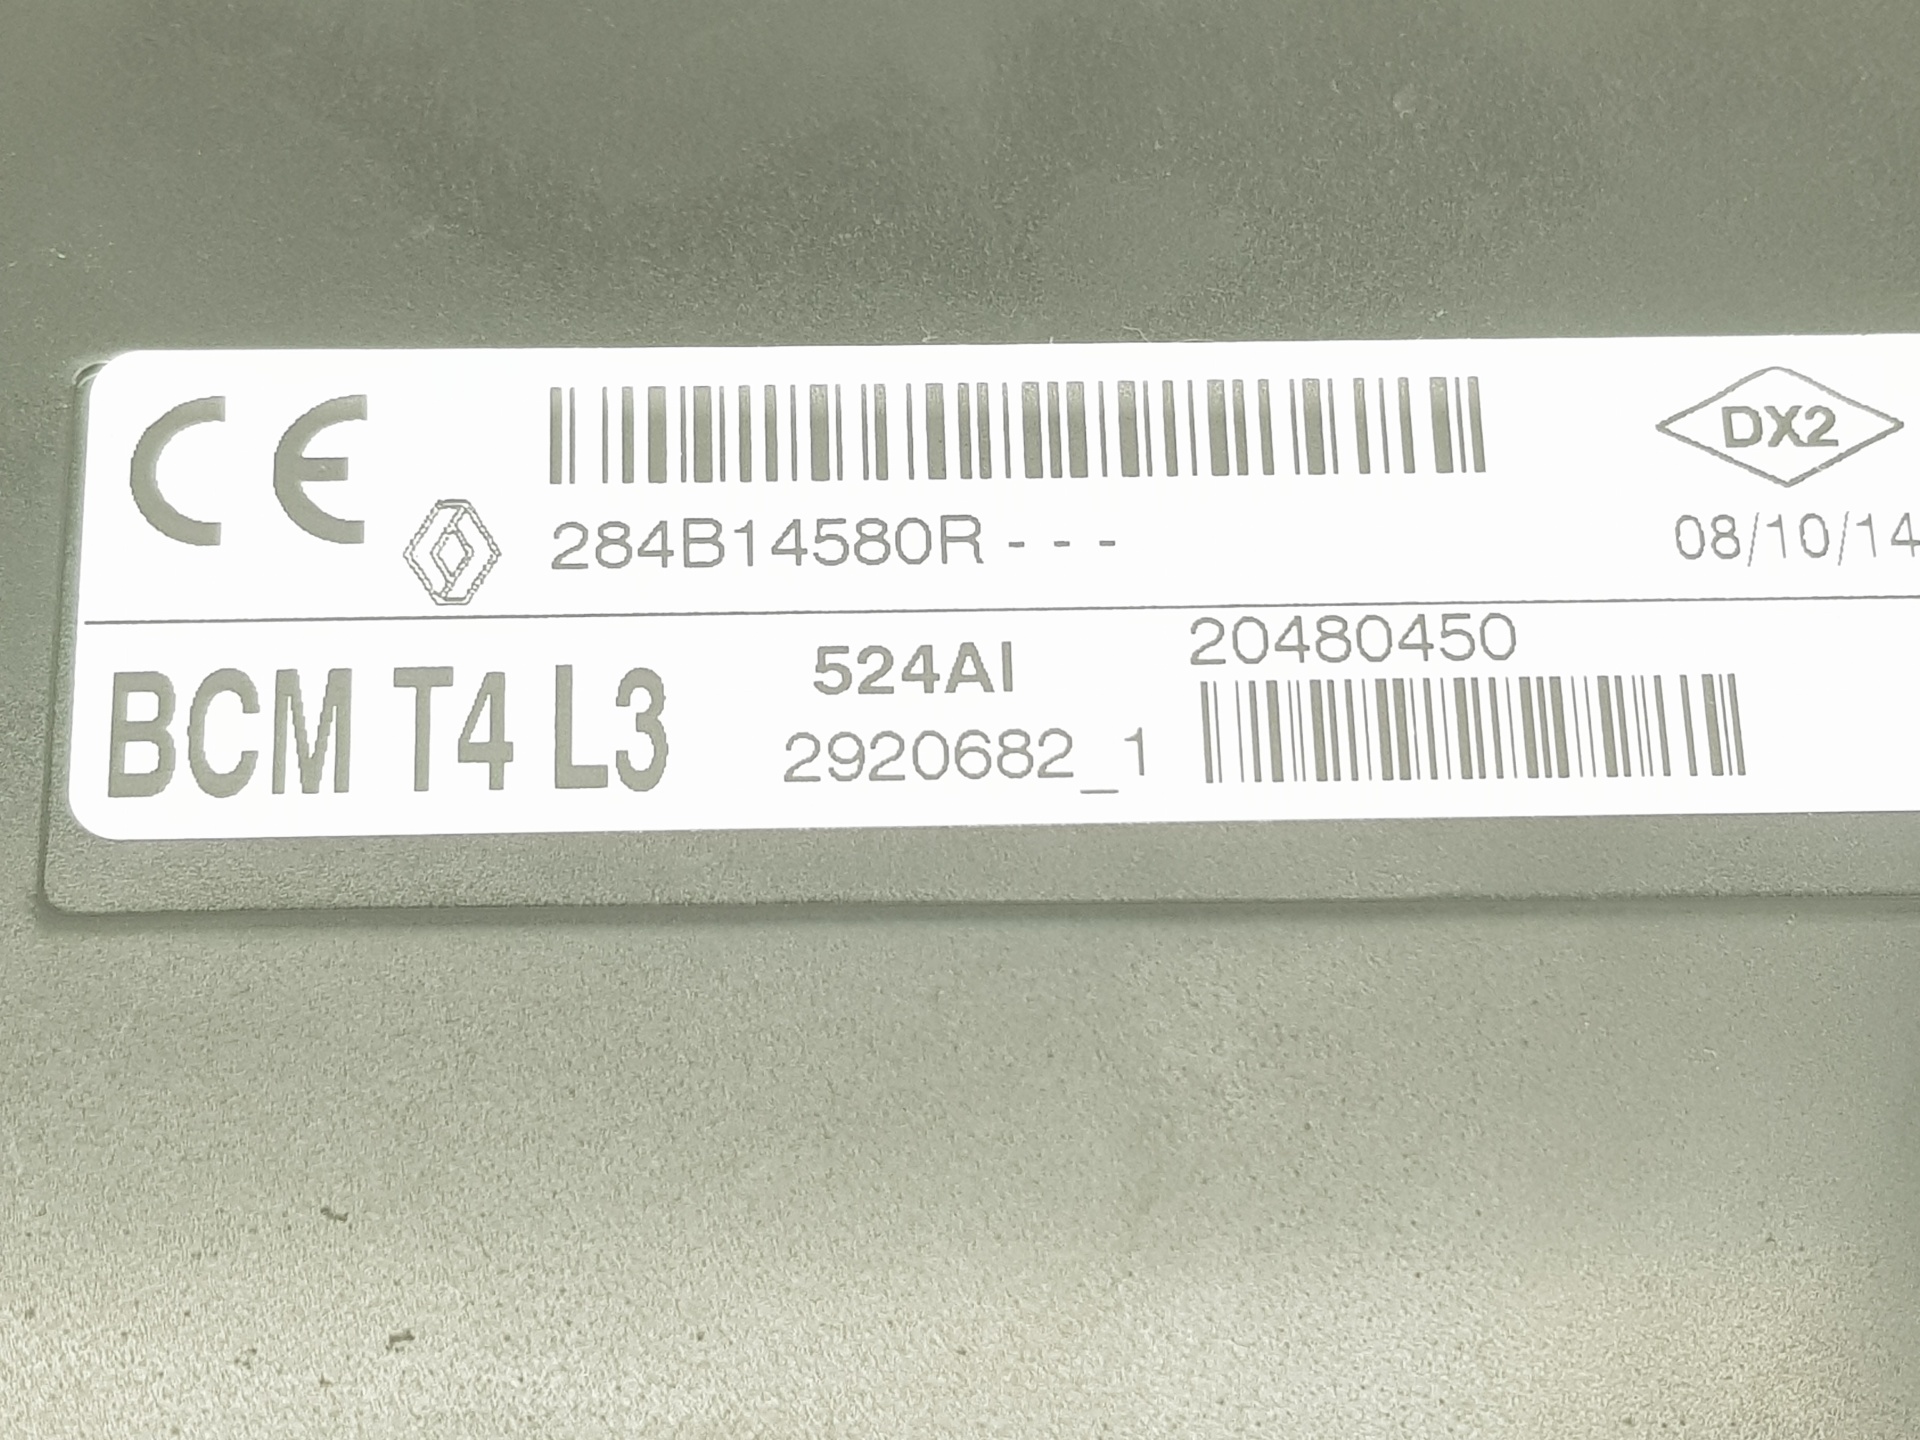 CE
284B14580R - - -
DX2
08/10/14
BCM T4 L3
524AI
2920682_1
20480450